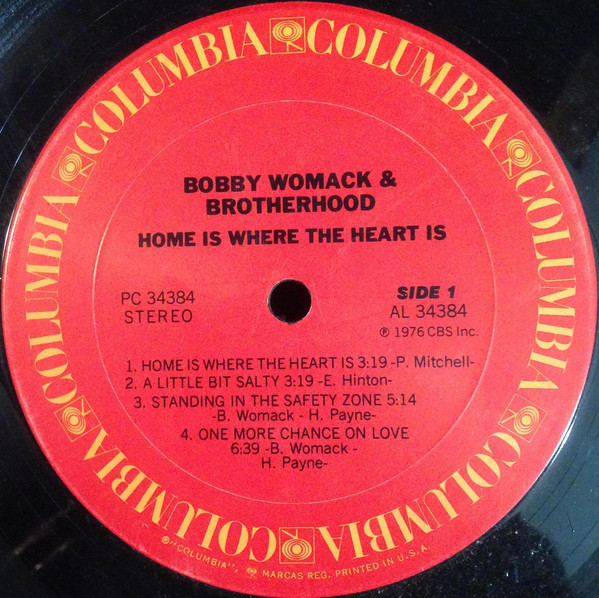 COLUMBIA COLUMBIA COLUMBIA COLUMBIA COLUMBIA COLUMBIA
BOBBY WOMACK &
BROTHERHOOD
HOME IS WHERE THE HEART IS
PC 34384
STEREO
SIDE 1
AL 34384
℗ 1976 CBS Inc.
1. HOME IS WHERE THE HEART IS 3:19 -P. Mitchell-
2. A LITTLE BIT SALTY 3:19 -E. Hinton-
3. STANDING IN THE SAFETY ZONE 5:14
-B. Womack - H. Payne-
4. ONE MORE CHANCE ON LOVE
6:39 -B. Womack -
H. Payne-
®"COLUMBIA", MARCAS REG. PRINTED IN U.S.A.